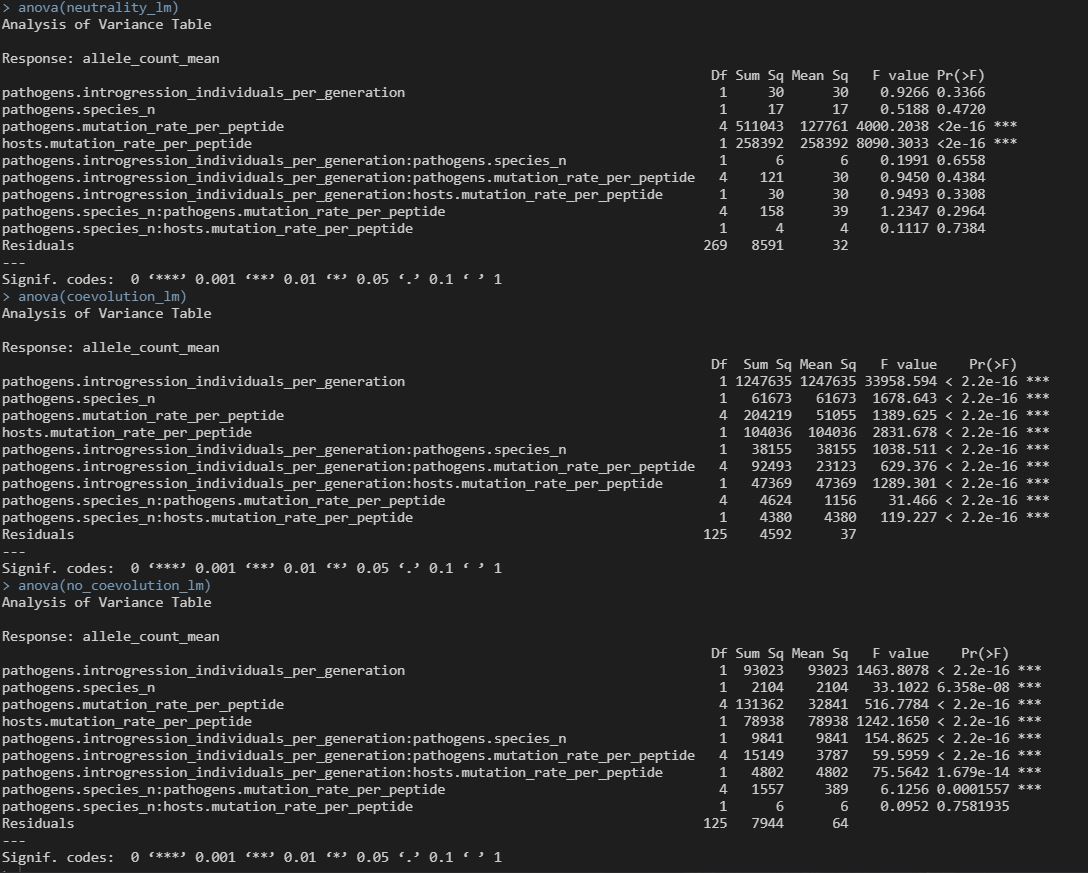 > anova(neutrality_lm)
Analysis of Variance Table

Response: allele_count_mean
Df Sum Sq Mean Sq F value Pr(>F)
pathogens.introgression_individuals_per_generation 1 30 30 0.9266 0.3366
pathogens.species_n 1 17 17 0.5188 0.4720
pathogens.mutation_rate_per_peptide 4 511043 127761 4000.2038 <2e-16 ***
hosts.mutation_rate_per_peptide 1 258392 258392 8090.3033 <2e-16 ***
pathogens.introgression_individuals_per_generation:pathogens.species_n 1 6 6 0.1991 0.6558
pathogens.introgression_individuals_per_generation:pathogens.mutation_rate_per_peptide 4 121 30 0.9450 0.4384
pathogens.introgression_individuals_per_generation:hosts.mutation_rate_per_peptide 1 30 30 0.9493 0.3308
pathogens.species_n:pathogens.mutation_rate_per_peptide 4 158 39 1.2347 0.2964
pathogens.species_n:hosts.mutation_rate_per_peptide 1 4 4 0.1117 0.7384
Residuals 269 8591 32
---
Signif. codes: 0 ‘***’ 0.001 ‘**’ 0.01 ‘*’ 0.05 ‘.’ 0.1 ‘ ’ 1
> anova(coevolution_lm)
Analysis of Variance Table

Response: allele_count_mean
Df Sum Sq Mean Sq F value Pr(>F)
pathogens.introgression_individuals_per_generation 1 1247635 1247635 33958.594 < 2.2e-16 ***
pathogens.species_n 1 61673 61673 1678.643 < 2.2e-16 ***
pathogens.mutation_rate_per_peptide 4 204219 51055 1389.625 < 2.2e-16 ***
hosts.mutation_rate_per_peptide 1 104036 104036 2831.678 < 2.2e-16 ***
pathogens.introgression_individuals_per_generation:pathogens.species_n 1 38155 38155 1038.511 < 2.2e-16 ***
pathogens.introgression_individuals_per_generation:pathogens.mutation_rate_per_peptide 4 92493 23123 629.376 < 2.2e-16 ***
pathogens.introgression_individuals_per_generation:hosts.mutation_rate_per_peptide 1 47369 47369 1289.301 < 2.2e-16 ***
pathogens.species_n:pathogens.mutation_rate_per_peptide 4 4624 1156 31.466 < 2.2e-16 ***
pathogens.species_n:hosts.mutation_rate_per_peptide 1 4380 4380 119.227 < 2.2e-16 ***
Residuals 125 4592 37
---
Signif. codes: 0 ‘***’ 0.001 ‘**’ 0.01 ‘*’ 0.05 ‘.’ 0.1 ‘ ’ 1
> anova(no_coevolution_lm)
Analysis of Variance Table

Response: allele_count_mean
Df Sum Sq Mean Sq F value Pr(>F)
pathogens.introgression_individuals_per_generation 1 93023 93023 1463.8078 < 2.2e-16 ***
pathogens.species_n 1 2104 2104 33.1022 6.358e-08 ***
pathogens.mutation_rate_per_peptide 4 131362 32841 516.7784 < 2.2e-16 ***
hosts.mutation_rate_per_peptide 1 78938 78938 1242.1650 < 2.2e-16 ***
pathogens.introgression_individuals_per_generation:pathogens.species_n 1 9841 9841 154.8625 < 2.2e-16 ***
pathogens.introgression_individuals_per_generation:pathogens.mutation_rate_per_peptide 4 15149 3787 59.5959 < 2.2e-16 ***
pathogens.introgression_individuals_per_generation:hosts.mutation_rate_per_peptide 1 4802 4802 75.5642 1.679e-14 ***
pathogens.species_n:pathogens.mutation_rate_per_peptide 4 1557 389 6.1256 0.0001557 ***
pathogens.species_n:hosts.mutation_rate_per_peptide 1 6 6 0.0952 0.7581935
Residuals 125 7944 64
---
Signif. codes: 0 ‘***’ 0.001 ‘**’ 0.01 ‘*’ 0.05 ‘.’ 0.1 ‘ ’ 1